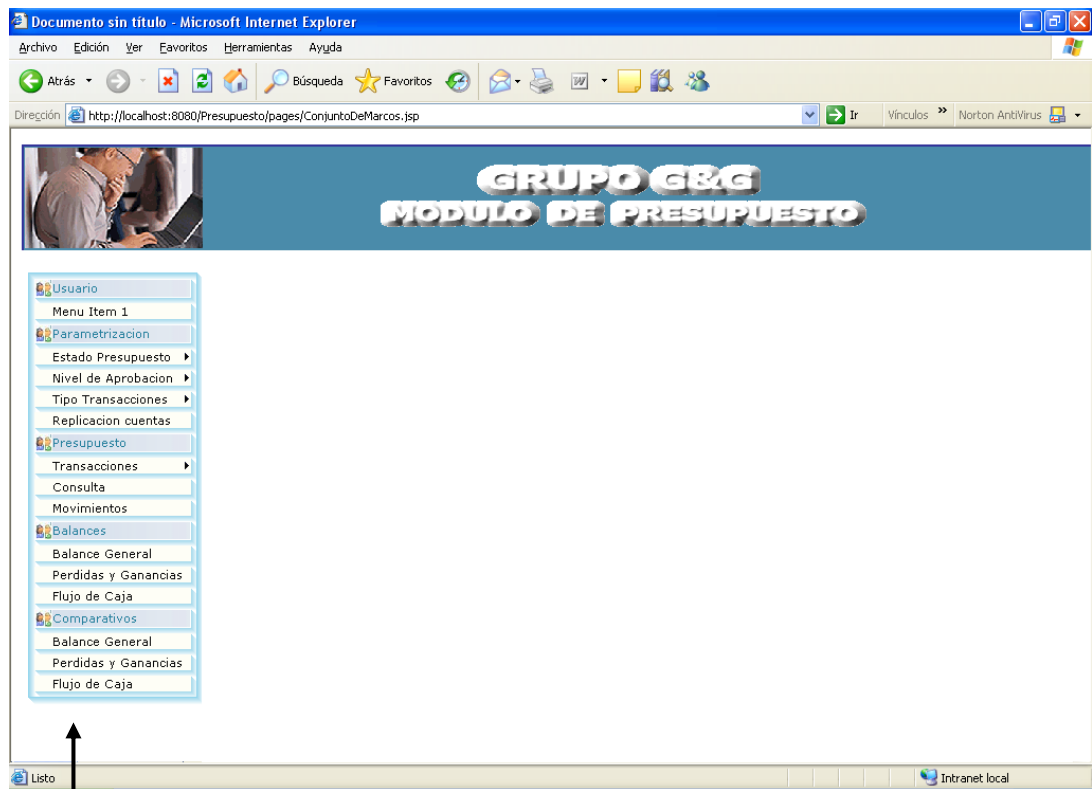 Documento sin título - Microsoft Internet Explorer
Archivo Edición Ver Favoritos Herramientas Ayuda
Atrás Búsqueda Favoritos
Dirección http://localhost:8080/Presupuesto/pages/ConjuntoDeMarcos.jsp Ir Vínculos » Norton AntiVirus
GRUPO G&G
MODULO DE PRESUPUESTO
Usuario
Menu Item 1
Parametrizacion
Estado Presupuesto
Nivel de Aprobacion
Tipo Transacciones
Replicacion cuentas
Presupuesto
Transacciones
Consulta
Movimientos
Balances
Balance General
Perdidas y Ganancias
Flujo de Caja
Comparativos
Balance General
Perdidas y Ganancias
Flujo de Caja
Listo Intranet local